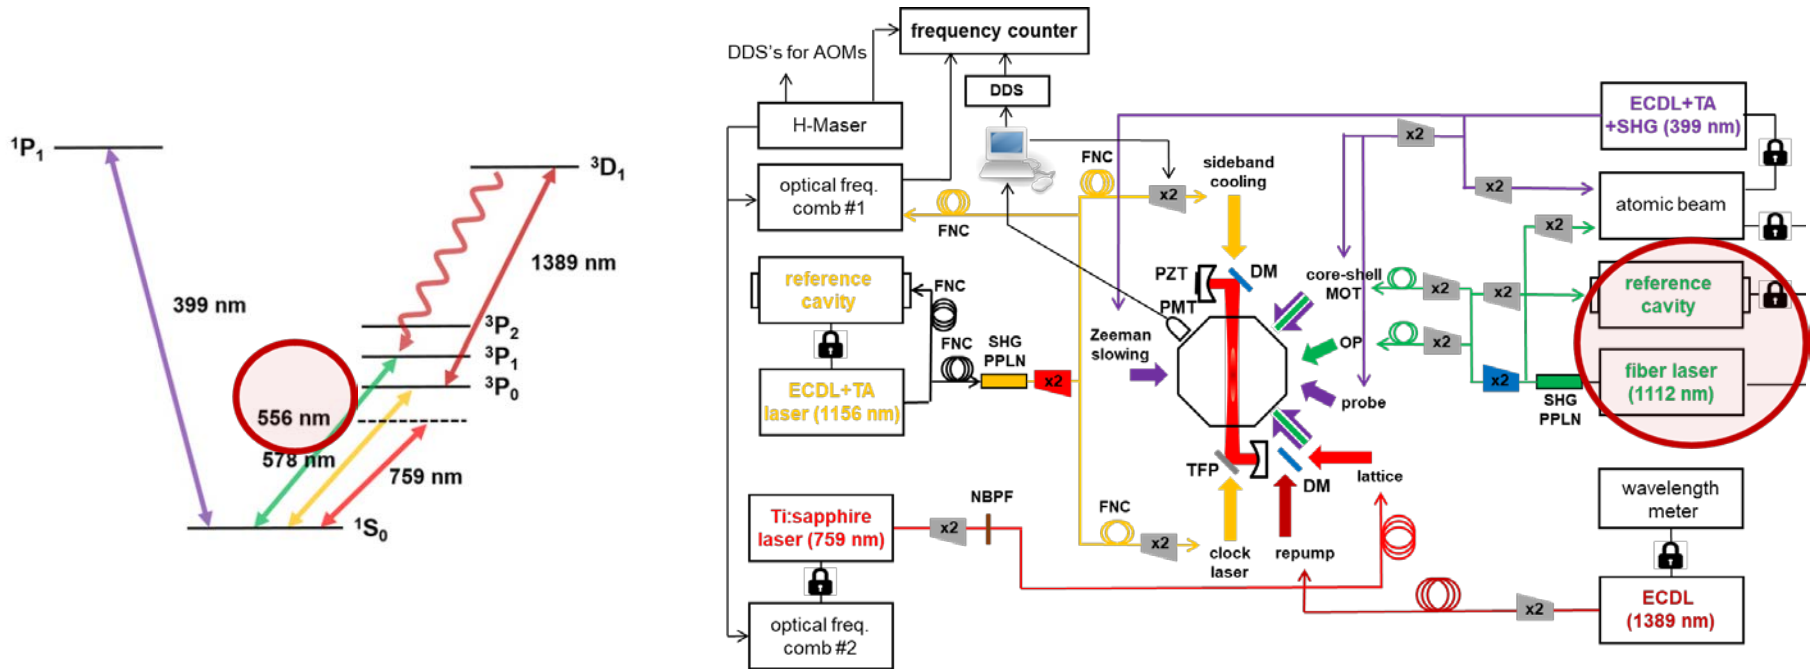 ¹P₁
³D₁
1389 nm
399 nm
³P₂
³P₁
³P₀
556 nm
578 nm
759 nm
¹S₀
frequency counter
DDS's for AOMs
DDS
H-Maser
optical freq.
comb #1
FNC
FNC
x2
sideband
cooling
ECDL+TA
+SHG (399 nm)
x2
x2
atomic beam
x2
reference
cavity
FNC
FNC
ECDL+TA
laser (1156 nm)
SHG
PPLN
x2
PZT
DM
PMT
core-shell
MOT
x2
x2
reference
cavity
Zeeman
slowing
OP
x2
x2
SHG
PPLN
fiber laser
(1112 nm)
probe
TFP
DM
lattice
NBPF
FNC
x2
clock
laser
repump
Ti:sapphire
laser (759 nm)
x2
optical freq.
comb #2
wavelength
meter
x2
ECDL
(1389 nm)